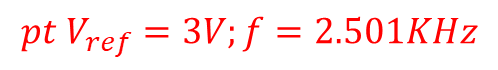 pt V_ref = 3V; f = 2.501KHz